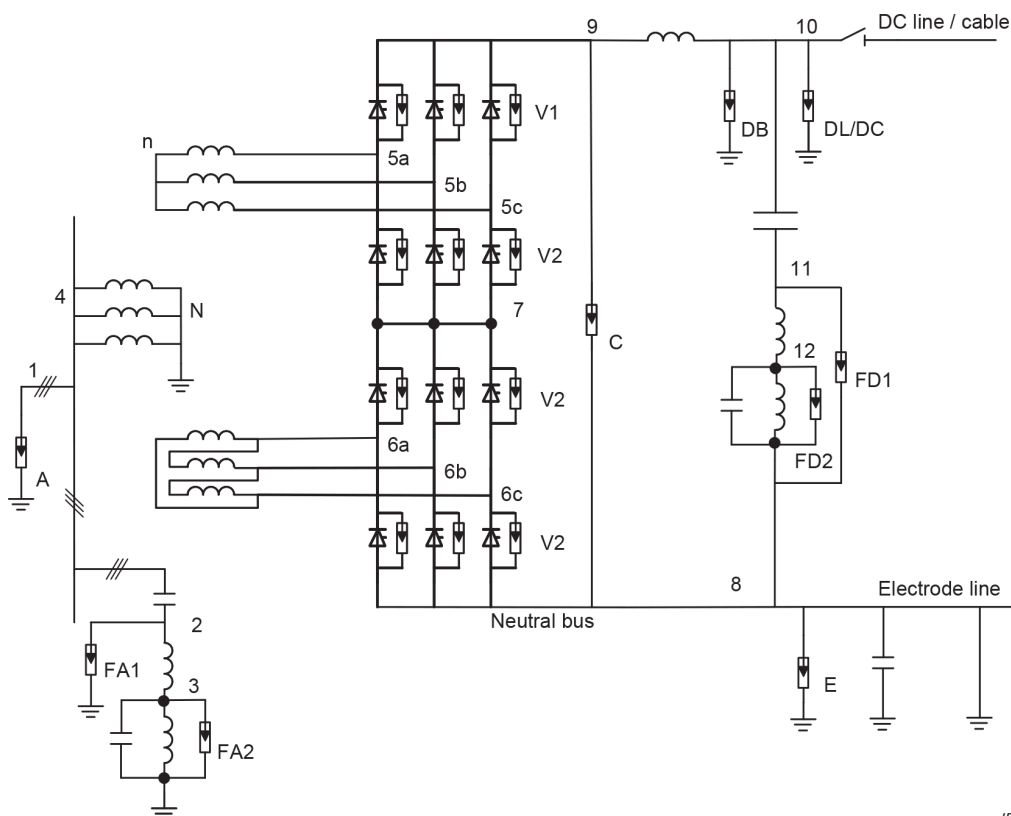 9
10
DC line / cable
V1
DB
DL/DC
n
5a
5b
5c
V2
11
4
N
7
C
12
1
FD1
V2
A
6a
FD2
6b
6c
V2
8
Electrode line
Neutral bus
2
FA1
E
3
FA2